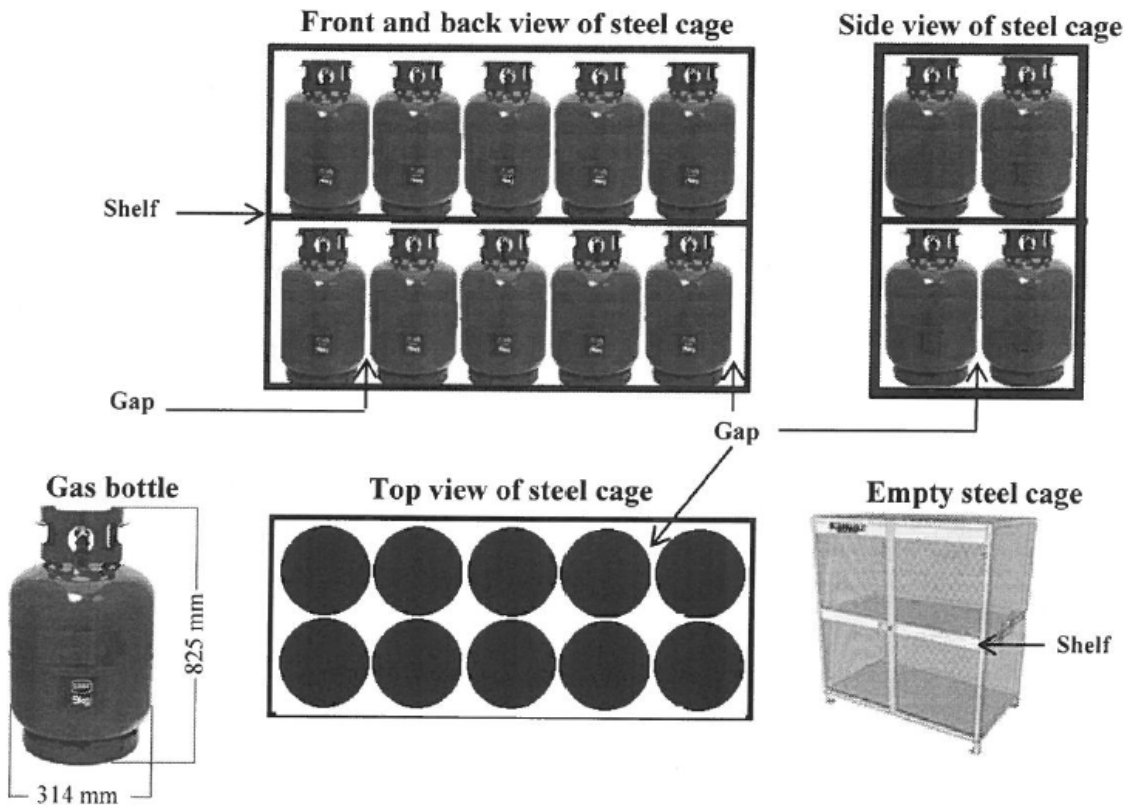 Front and back view of steel cage
Side view of steel cage
Shelf
Gap
Gap
Gas bottle
Top view of steel cage
Empty steel cage
825 mm
Shelf
314 mm